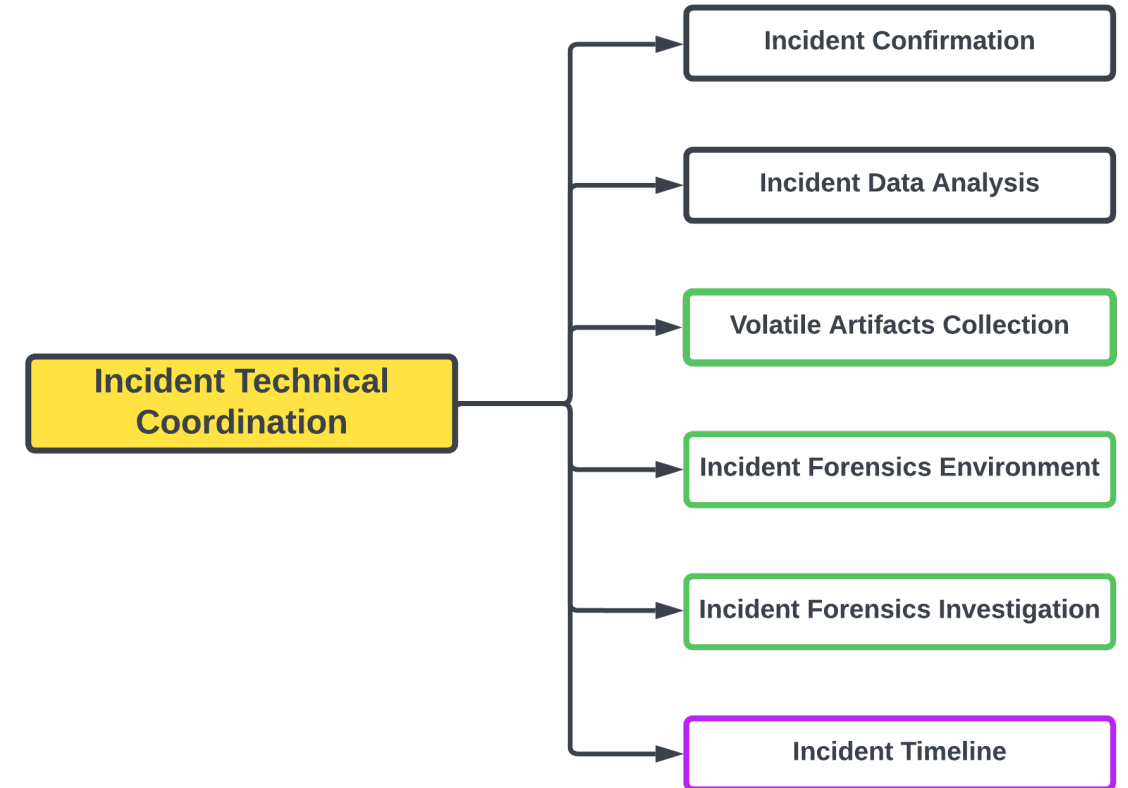 Incident Confirmation
Incident Data Analysis
Volatile Artifacts Collection
Incident Technical
Coordination
Incident Forensics Environment
Incident Forensics Investigation
Incident Timeline